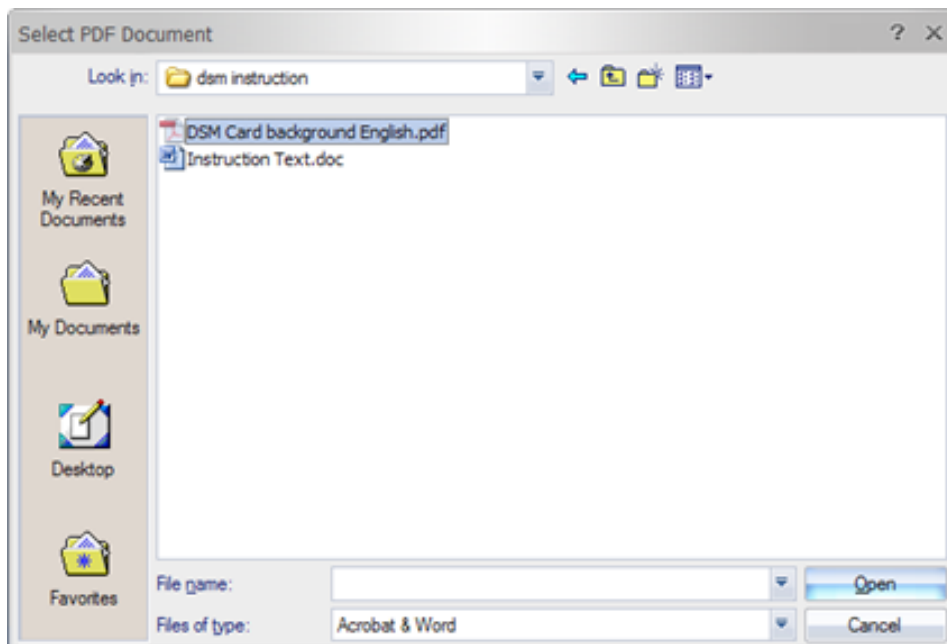 Select PDF Document
Look in: dsm instruction
DSM Card background English.pdf
Instruction Text.doc
My Recent
Documents
My Documents
Desktop
Favorites
File name:
Open
Files of type: Acrobat & Word
Cancel